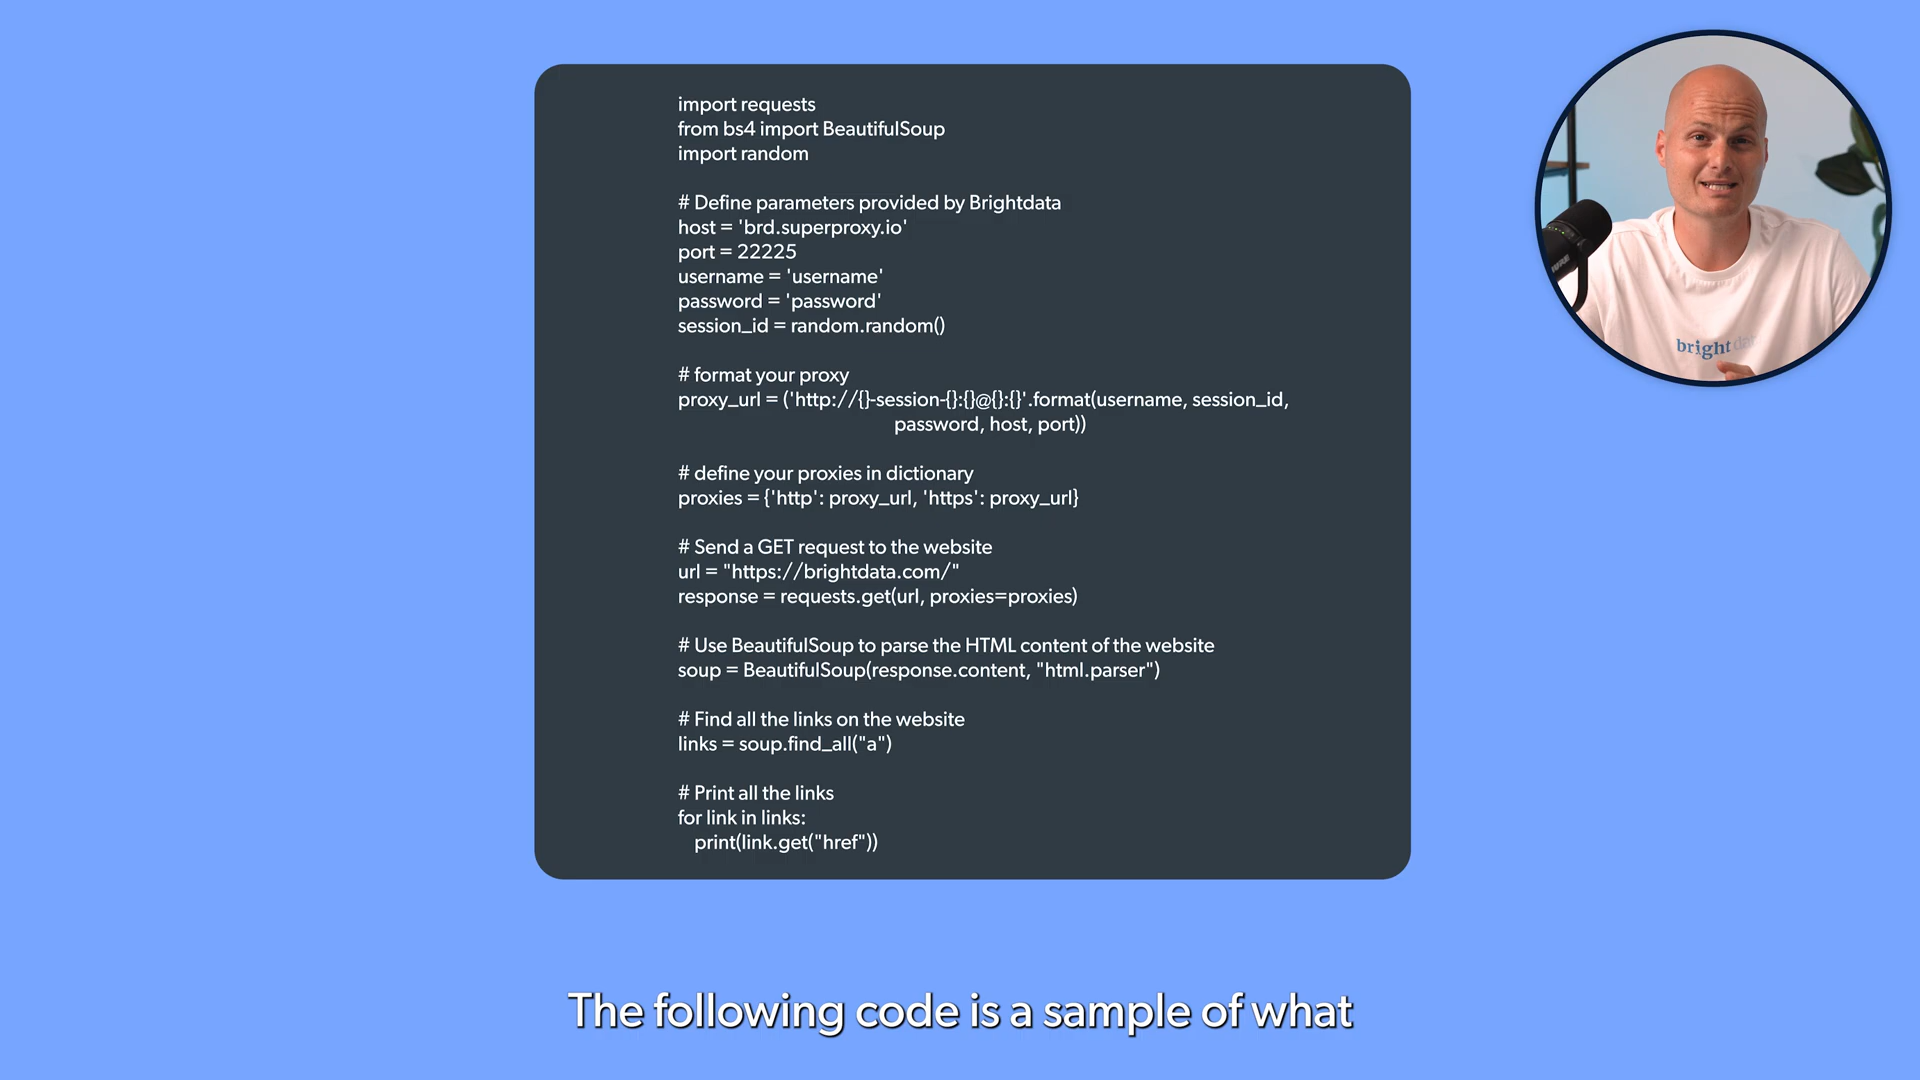 import requests
from bs4 import BeautifulSoup
import random
# Define parameters provided by Brightdata
host = 'brd.superproxy.io'
port = 22225
username = 'username'
password = 'password'
session_id = random.random()
# format your proxy
proxy_url = ('http://{}-session-{}:{}@{}:{}'.format(username, session_id,
password, host, port))
# define your proxies in dictionary
proxies = {'http': proxy_url, 'https': proxy_url}
# Send a GET request to the website
url = "https://brightdata.com/"
response = requests.get(url, proxies=proxies)
# Use BeautifulSoup to parse the HTML content of the website
soup = BeautifulSoup(response.content, "html.parser")
# Find all the links on the website
links = soup.find_all("a")
# Print all the links
for link in links:
print(link.get("href"))
bright data
The following code is a sample of what